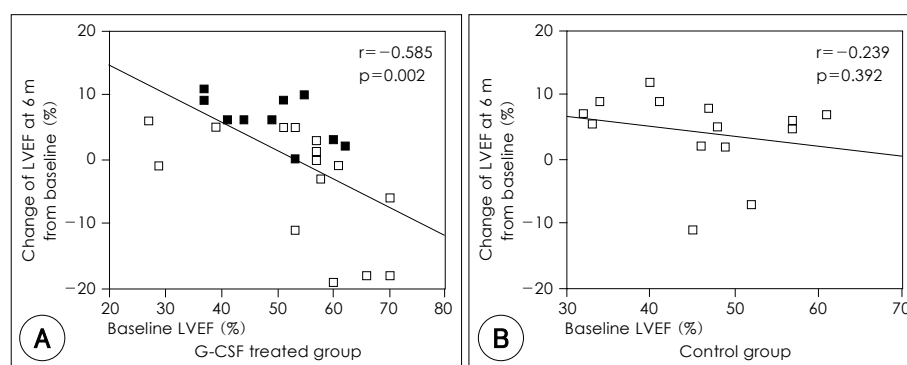 Change of LVEF at 6 m
from baseline (%)
20
10
0
−10
−20
r=−0.585
p=0.002
20 30 40 50 60 70 80
Baseline LVEF (%)
G-CSF treated group
A
Change of LVEF at 6 m
from baseline (%)
20
10
0
−10
−20
r=−0.239
p=0.392
30 40 50 60 70
Baseline LVEF (%)
Control group
B